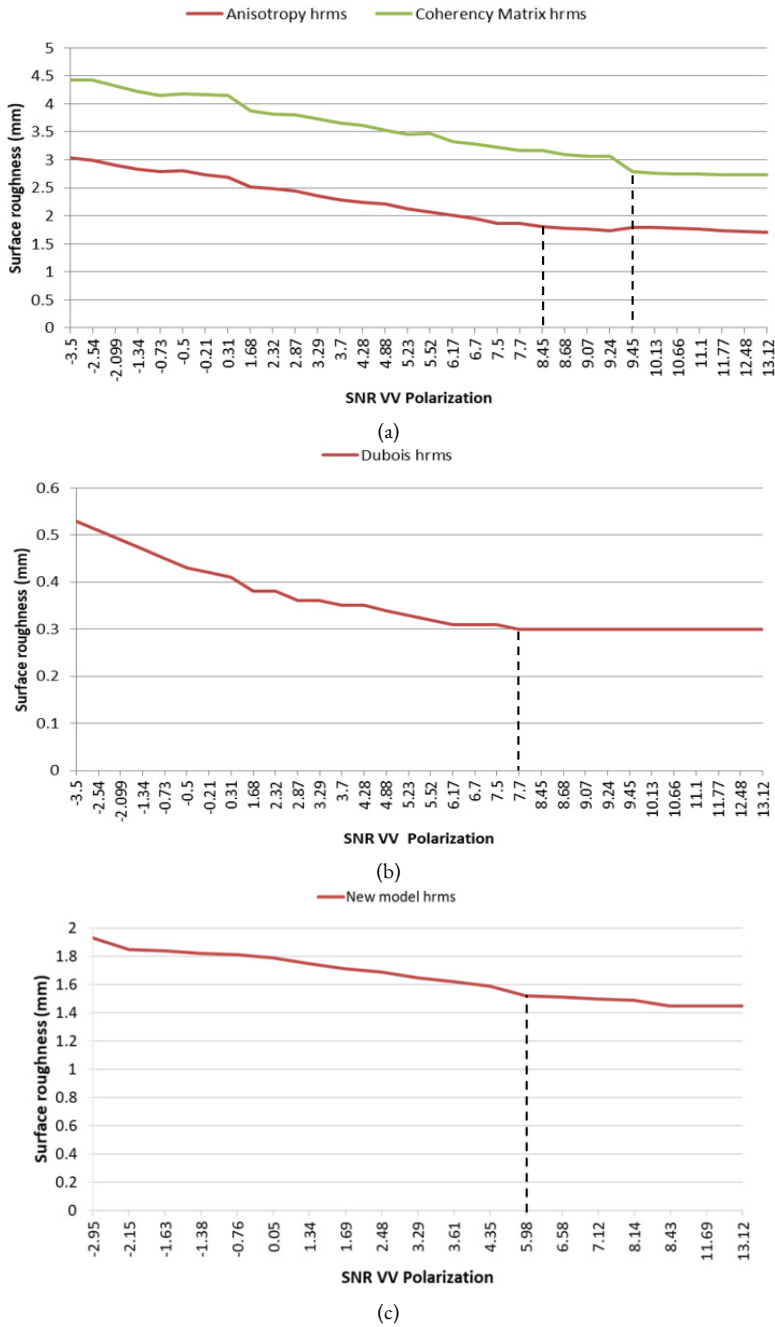 Anisotropy hrms Coherency Matrix hrms
5
4.5
4
3.5
3
2.5
2
1.5
1
0.5
0
Surface roughness (mm)
-3.5 -2.54 -2.099 -1.34 -0.73 -0.5 -0.21 0.31 1.68 2.32 2.87 3.29 3.7 4.28 4.88 5.23 5.52 6.17 6.7 7.5 7.7 8.45 8.68 9.07 9.24 9.45 10.13 10.66 11.1 11.77 12.48 13.12
SNR VV Polarization
(a)
Dubois hrms
0.6
0.5
0.4
0.3
0.2
0.1
0
Surface roughness (mm)
-3.5 -2.54 -2.099 -1.34 -0.73 -0.5 -0.21 0.31 1.68 2.32 2.87 3.29 3.7 4.28 4.88 5.23 5.52 6.17 6.7 7.5 7.7 8.45 8.68 9.07 9.24 9.45 10.13 10.66 11.1 11.77 12.48 13.12
SNR VV Polarization
(b)
New model hrms
2
1.8
1.6
1.4
1.2
1
0.8
0.6
0.4
0.2
0
Surface roughness (mm)
-2.95 -2.15 -1.63 -1.38 -0.76 0.05 1.34 1.69 2.48 3.29 3.61 4.35 5.98 6.58 7.12 8.14 8.43 11.69 13.12
SNR VV Polarization
(c)